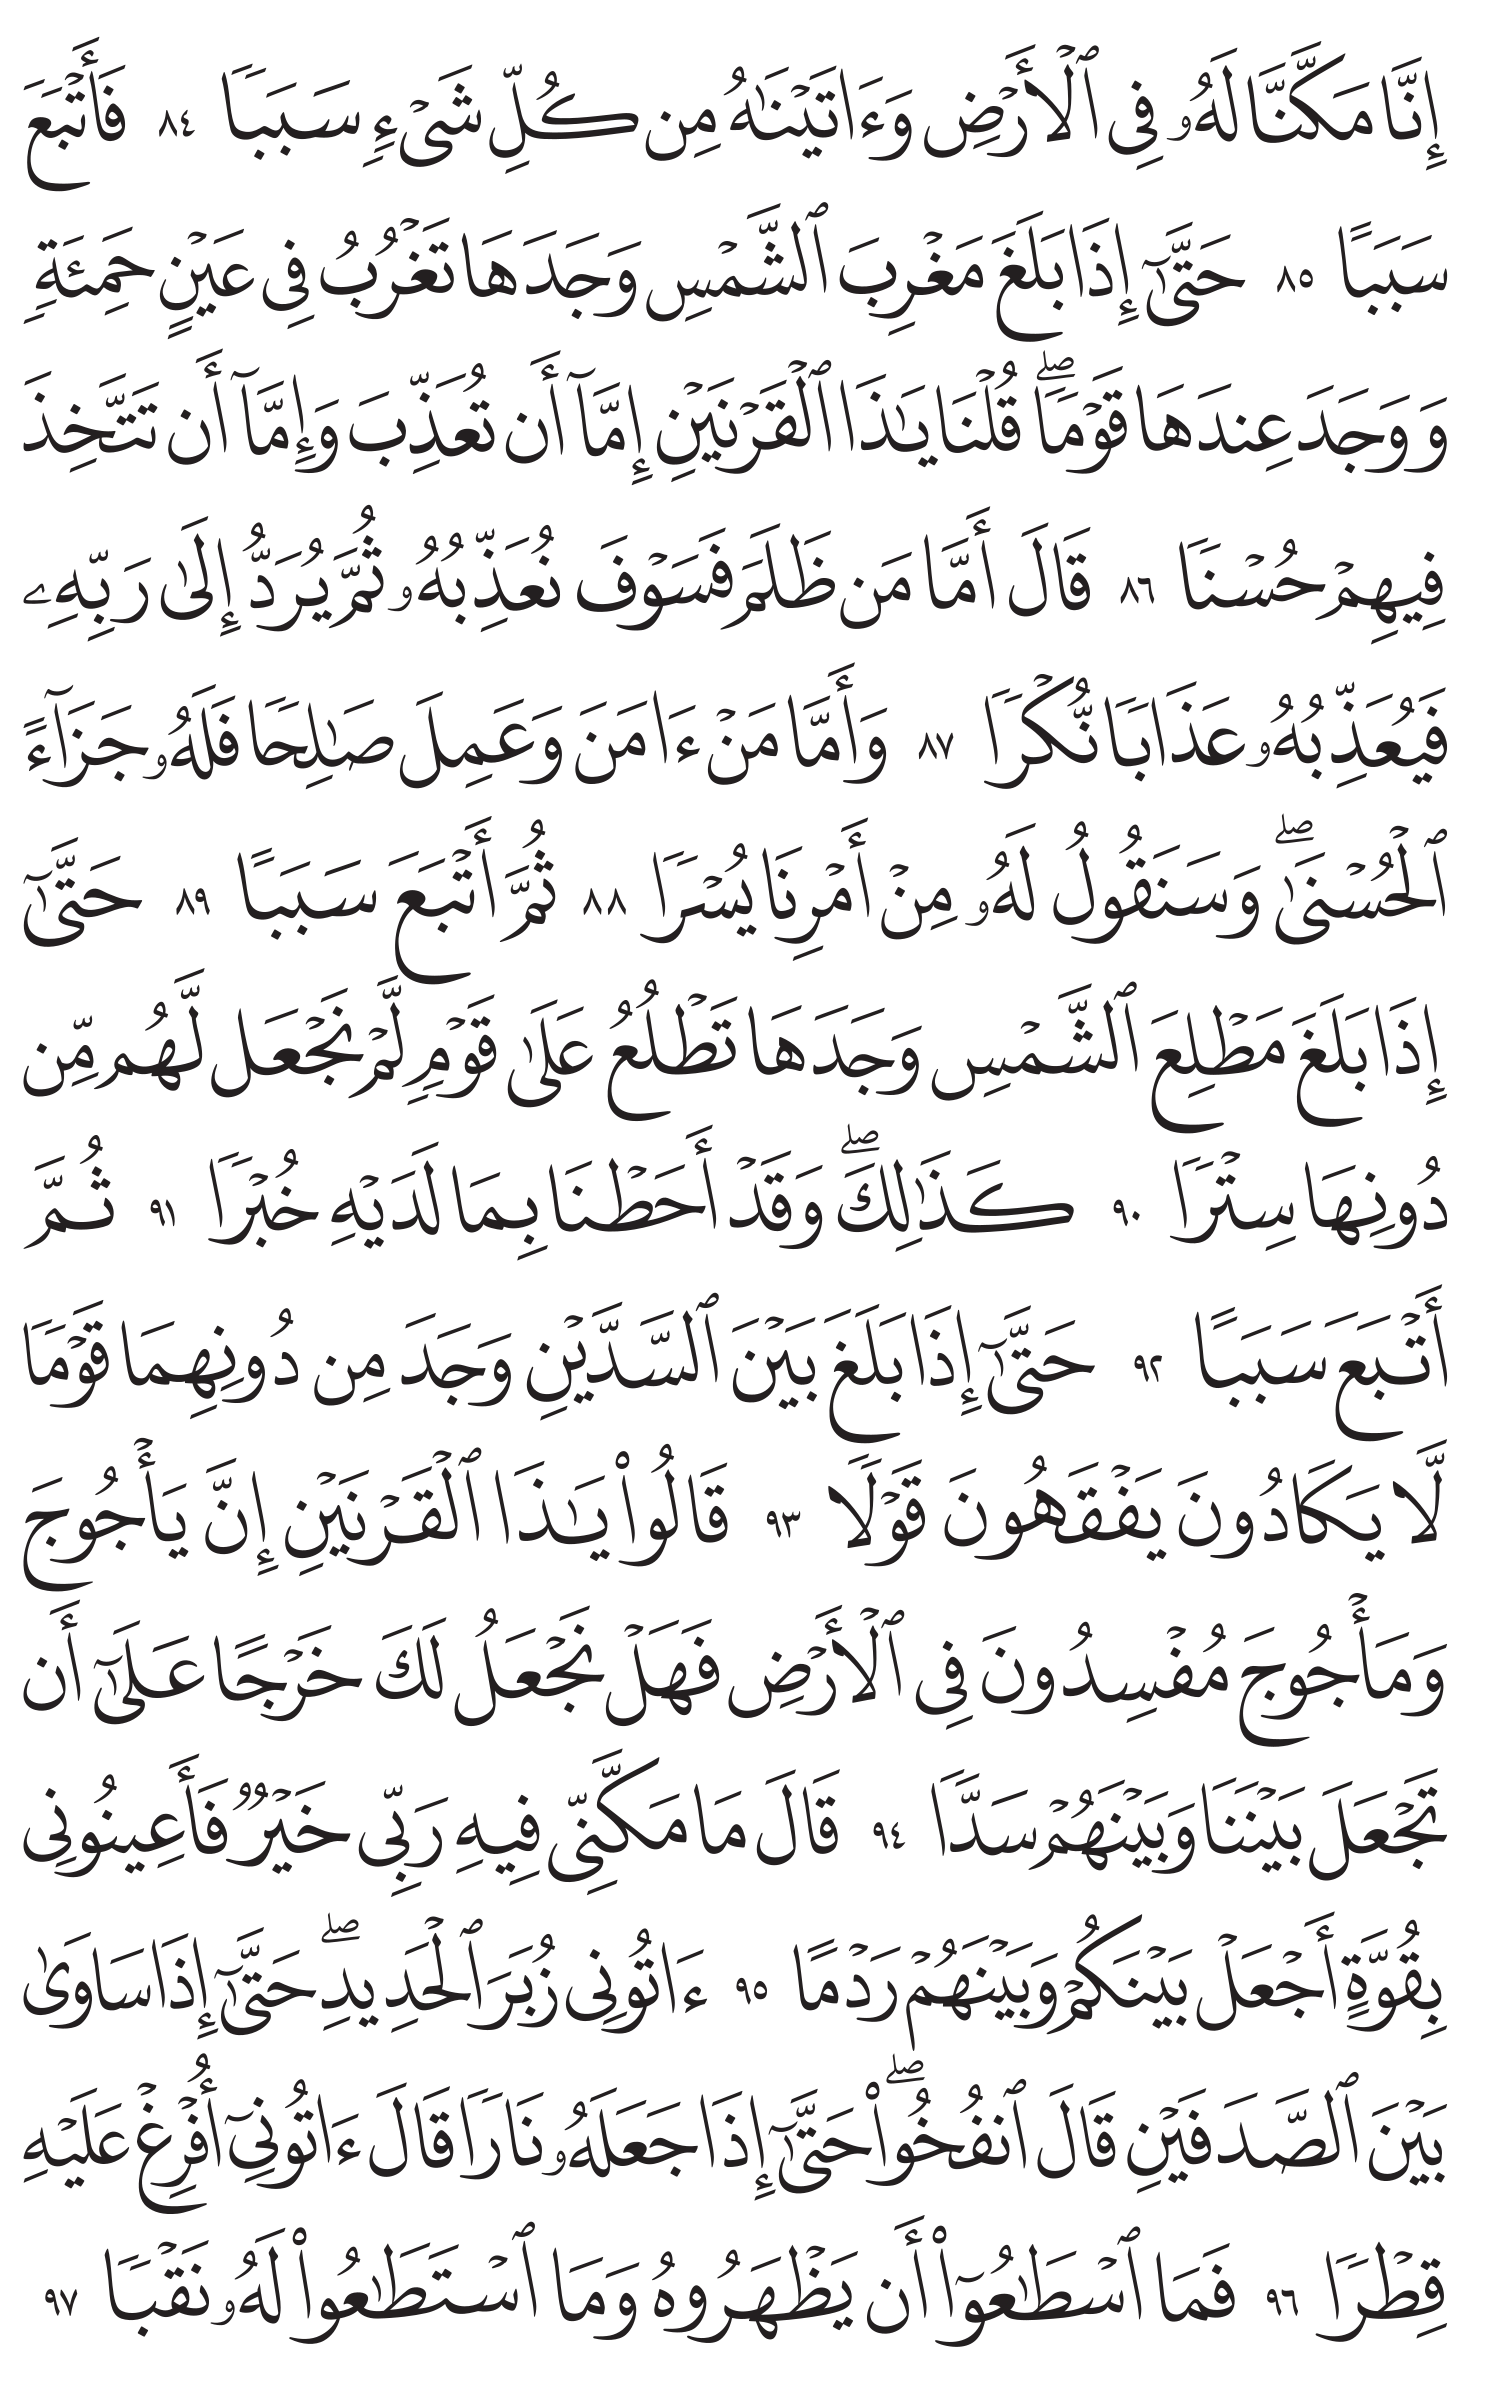 إِنَّا مَكَّنَّا لَهُۥ فِى ٱلْأَرْضِ وَءَاتَيْنَـٰهُ مِن كُلِّ شَىْءٍ سَبَبًا ٨٤ فَأَتْبَعَ
سَبَبًا ٨٥ حَتَّىٰٓ إِذَا بَلَغَ مَغْرِبَ ٱلشَّمْسِ وَجَدَهَا تَغْرُبُ فِى عَيْنٍ حَمِئَةٍ
وَوَجَدَ عِندَهَا قَوْمًا ۖ قُلْنَا يَـٰذَا ٱلْقَرْنَيْنِ إِمَّآ أَن تُعَذِّبَ وَإِمَّآ أَن تَتَّخِذَ
فِيهِمْ حُسْنًا ٨٦ قَالَ أَمَّا مَن ظَلَمَ فَسَوْفَ نُعَذِّبُهُۥ ثُمَّ يُرَدُّ إِلَىٰ رَبِّهِۦ
فَيُعَذِّبُهُۥ عَذَابًا نُّكْرًا ٨٧ وَأَمَّا مَنْ ءَامَنَ وَعَمِلَ صَـٰلِحًا فَلَهُۥ جَزَآءً
ٱلْحُسْنَىٰ ۖ وَسَنَقُولُ لَهُۥ مِنْ أَمْرِنَا يُسْرًا ٨٨ ثُمَّ أَتْبَعَ سَبَبًا ٨٩ حَتَّىٰٓ
إِذَا بَلَغَ مَطْلِعَ ٱلشَّمْسِ وَجَدَهَا تَطْلُعُ عَلَىٰ قَوْمٍ لَّمْ نَجْعَل لَّهُم مِّن
دُونِهَا سِتْرًا ٩٠ كَذَٰلِكَ ۖ وَقَدْ أَحَطْنَا بِمَا لَدَيْهِ خُبْرًا ٩١ ثُمَّ
أَتْبَعَ سَبَبًا ٩٢ حَتَّىٰٓ إِذَا بَلَغَ بَيْنَ ٱلسَّدَّيْنِ وَجَدَ مِن دُونِهِمَا قَوْمًا
لَّا يَكَادُونَ يَفْقَهُونَ قَوْلًا ٩٣ قَالُوا۟ يَـٰذَا ٱلْقَرْنَيْنِ إِنَّ يَأْجُوجَ
وَمَأْجُوجَ مُفْسِدُونَ فِى ٱلْأَرْضِ فَهَلْ نَجْعَلُ لَكَ خَرْجًا عَلَىٰٓ أَن
تَجْعَلَ بَيْنَنَا وَبَيْنَهُمْ سَدًّا ٩٤ قَالَ مَا مَكَّنِّى فِيهِ رَبِّى خَيْرٌ فَأَعِينُونِى
بِقُوَّةٍ أَجْعَلْ بَيْنَكُمْ وَبَيْنَهُمْ رَدْمًا ٩٥ ءَاتُونِى زُبَرَ ٱلْحَدِيدِ ۖ حَتَّىٰٓ إِذَا سَاوَىٰ
بَيْنَ ٱلصَّدَفَيْنِ قَالَ ٱنفُخُوا۟ ۖ حَتَّىٰٓ إِذَا جَعَلَهُۥ نَارًا قَالَ ءَاتُونِىٓ أُفْرِغْ عَلَيْهِ
قِطْرًا ٩٦ فَمَا ٱسْطَـٰعُوٓا۟ أَن يَظْهَرُوهُ وَمَا ٱسْتَطَـٰعُوا۟ لَهُۥ نَقْبًا ٩٧